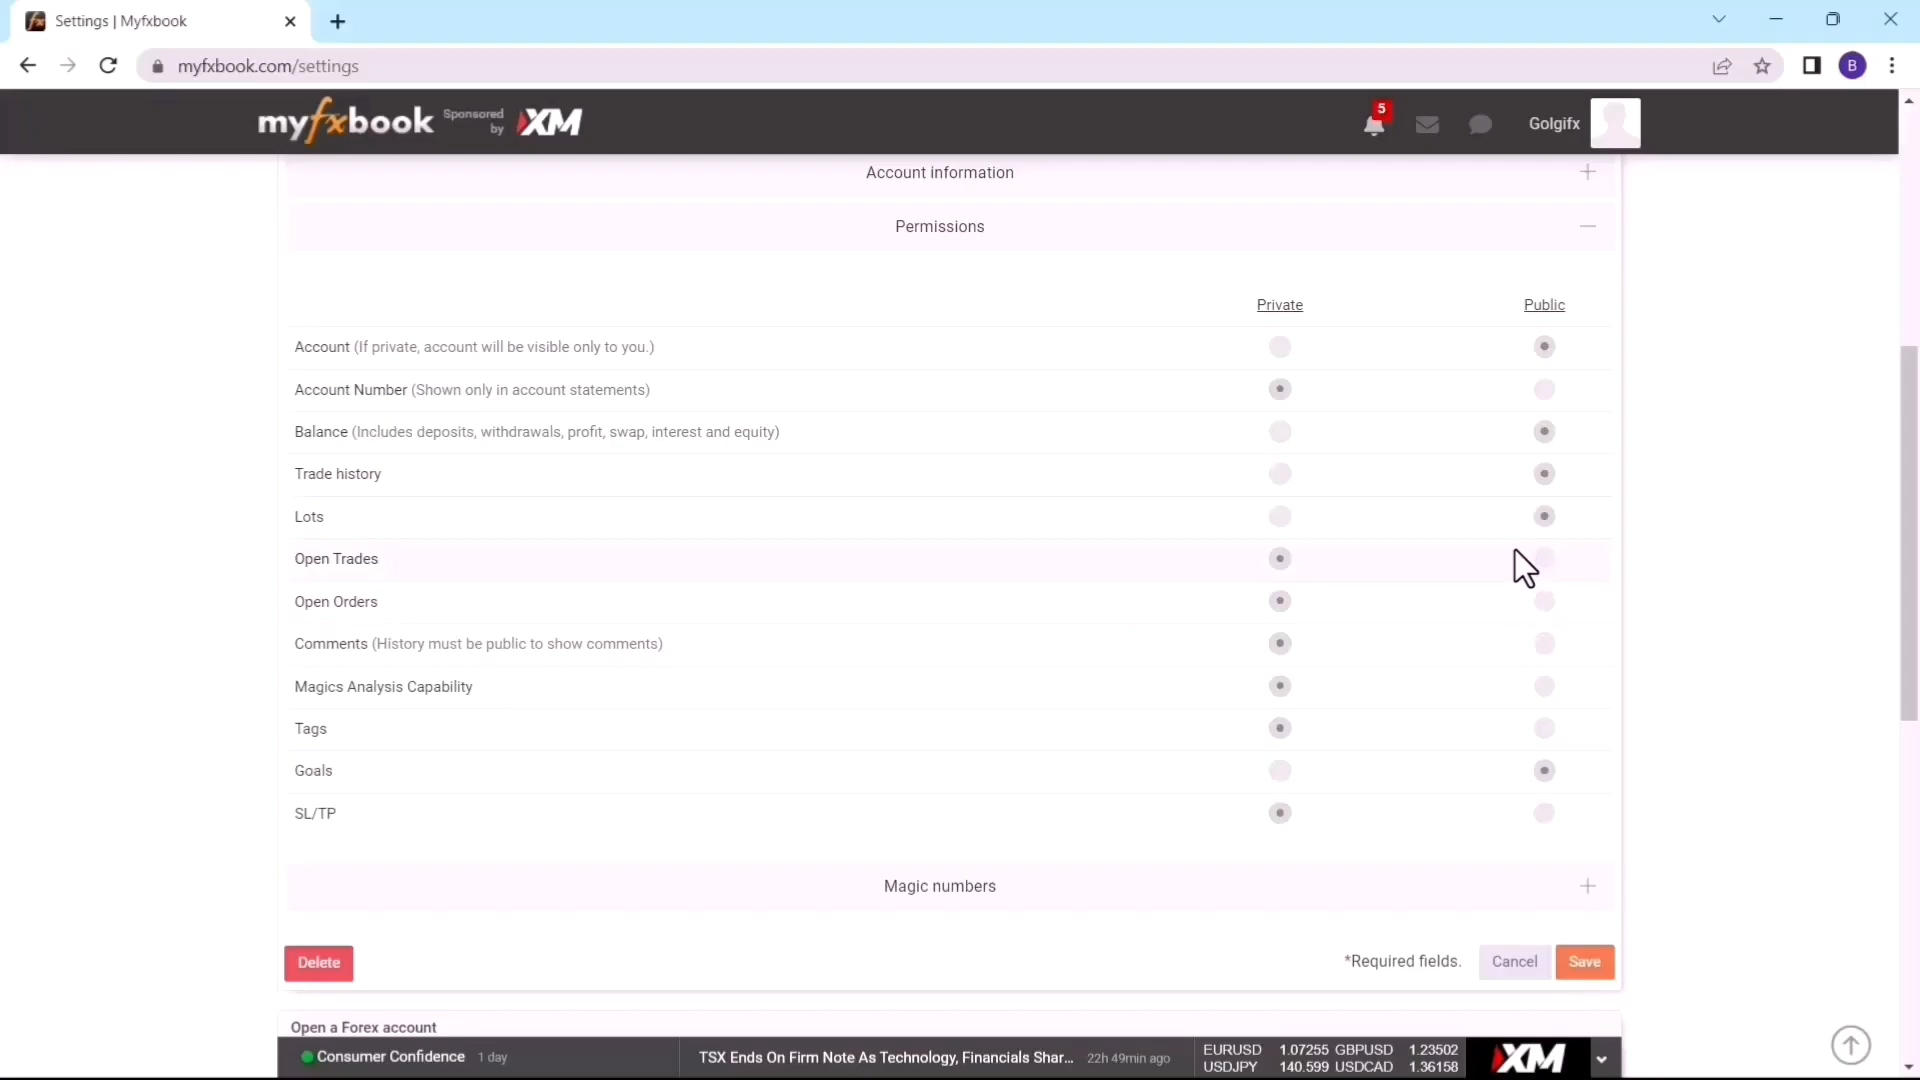 Settings | Myfxbook
myfxbook.com/settings
B
myfxbook Sponsored by XM
5
Golgifx
Account information
Permissions
Private Public
Account (If private, account will be visible only to you.)
Account Number (Shown only in account statements)
Balance (Includes deposits, withdrawals, profit, swap, interest and equity)
Trade history
Lots
Open Trades
Open Orders
Comments (History must be public to show comments)
Magics Analysis Capability
Tags
Goals
SL/TP
Magic numbers
Delete *Required fields. Cancel Save
Open a Forex account
Consumer Confidence 1 day
TSX Ends On Firm Note As Technology, Financials Shar... 22h 49min ago
EURUSD 1.07255 GBPUSD 1.23502
USDJPY 140.599 USDCAD 1.36158
XM